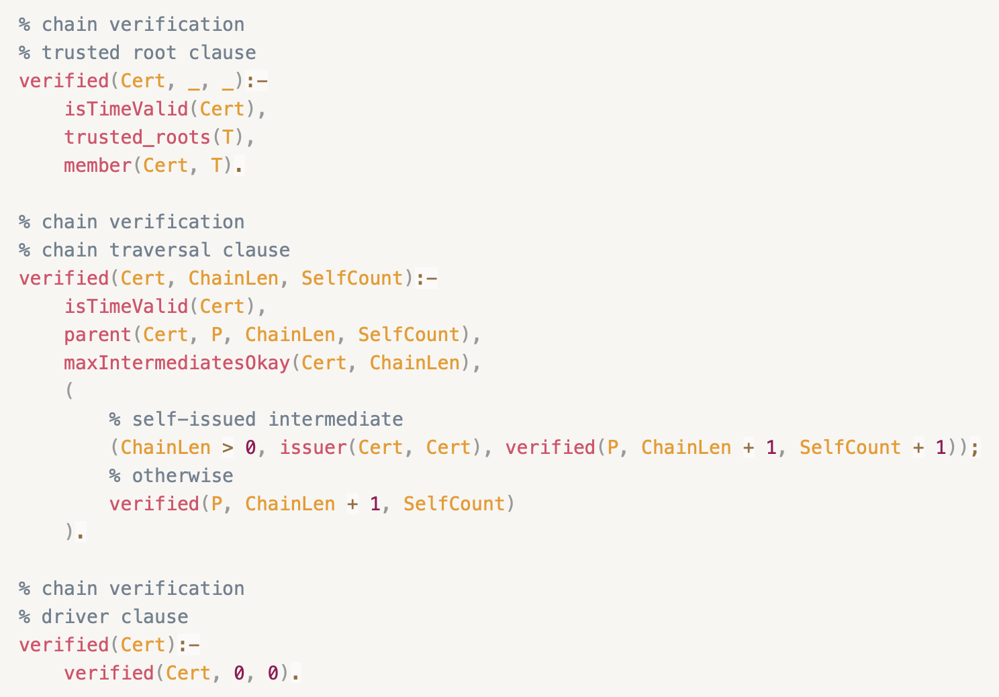 % chain verification
% trusted root clause
verified(Cert, _, _):-
    isTimeValid(Cert),
    trusted_roots(T),
    member(Cert, T).

% chain verification
% chain traversal clause
verified(Cert, ChainLen, SelfCount):-
    isTimeValid(Cert),
    parent(Cert, P, ChainLen, SelfCount),
    maxIntermediatesOkay(Cert, ChainLen),
    (
        % self-issued intermediate
        (ChainLen > 0, issuer(Cert, Cert), verified(P, ChainLen + 1, SelfCount + 1));
        % otherwise
        verified(P, ChainLen + 1, SelfCount)
    ).

% chain verification
% driver clause
verified(Cert):-
    verified(Cert, 0, 0).